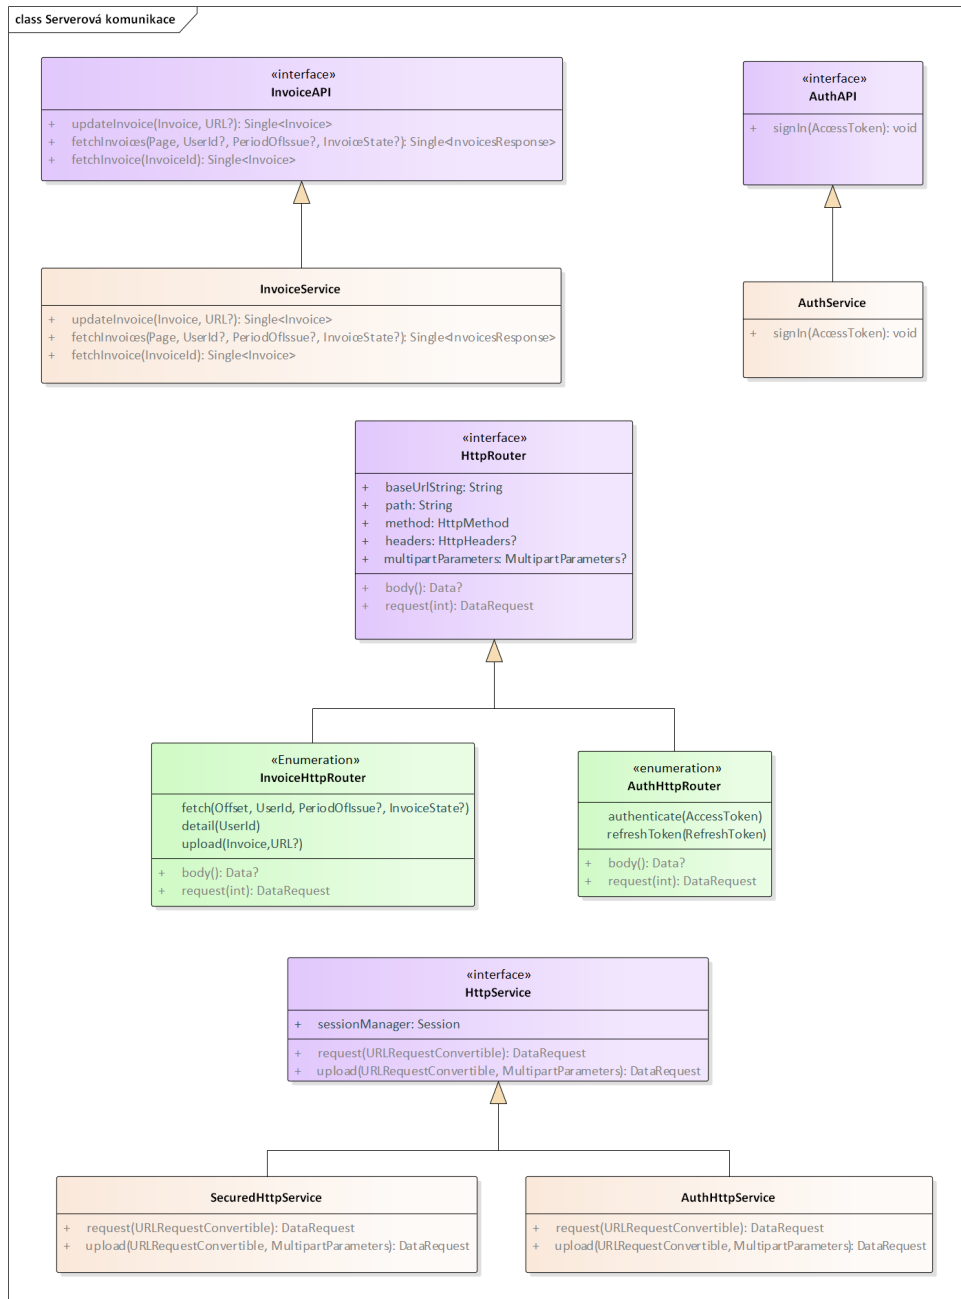 class Serverová komunikace
«interface»
InvoiceAPI
+ updateInvoice(Invoice, URL?): Single<Invoice>
+ fetchInvoices(Page, UserId?, PeriodOfIssue?, InvoiceState?): Single<InvoicesResponse>
+ fetchInvoice(InvoiceId): Single<Invoice>
«interface»
AuthAPI
+ signIn(AccessToken): void
InvoiceService
+ updateInvoice(Invoice, URL?): Single<Invoice>
+ fetchInvoices(Page, UserId?, PeriodOfIssue?, InvoiceState?): Single<InvoicesResponse>
+ fetchInvoice(InvoiceId): Single<Invoice>
AuthService
+ signIn(AccessToken): void
«interface»
HttpRouter
+ baseUrlString: String
+ path: String
+ method: HttpMethod
+ headers: HttpHeaders?
+ multipartParameters: MultipartParameters?
+ body(): Data?
+ request(int): DataRequest
«Enumeration»
InvoiceHttpRouter
fetch(Offset, UserId, PeriodOfIssue?, InvoiceState?)
detail(UserId)
upload(Invoice,URL?)
+ body(): Data?
+ request(int): DataRequest
«enumeration»
AuthHttpRouter
authenticate(AccessToken)
refreshToken(RefreshToken)
+ body(): Data?
+ request(int): DataRequest
«interface»
HttpService
+ sessionManager: Session
+ request(URLRequestConvertible): DataRequest
+ upload(URLRequestConvertible, MultipartParameters): DataRequest
SecuredHttpService
+ request(URLRequestConvertible): DataRequest
+ upload(URLRequestConvertible, MultipartParameters): DataRequest
AuthHttpService
+ request(URLRequestConvertible): DataRequest
+ upload(URLRequestConvertible, MultipartParameters): DataRequest